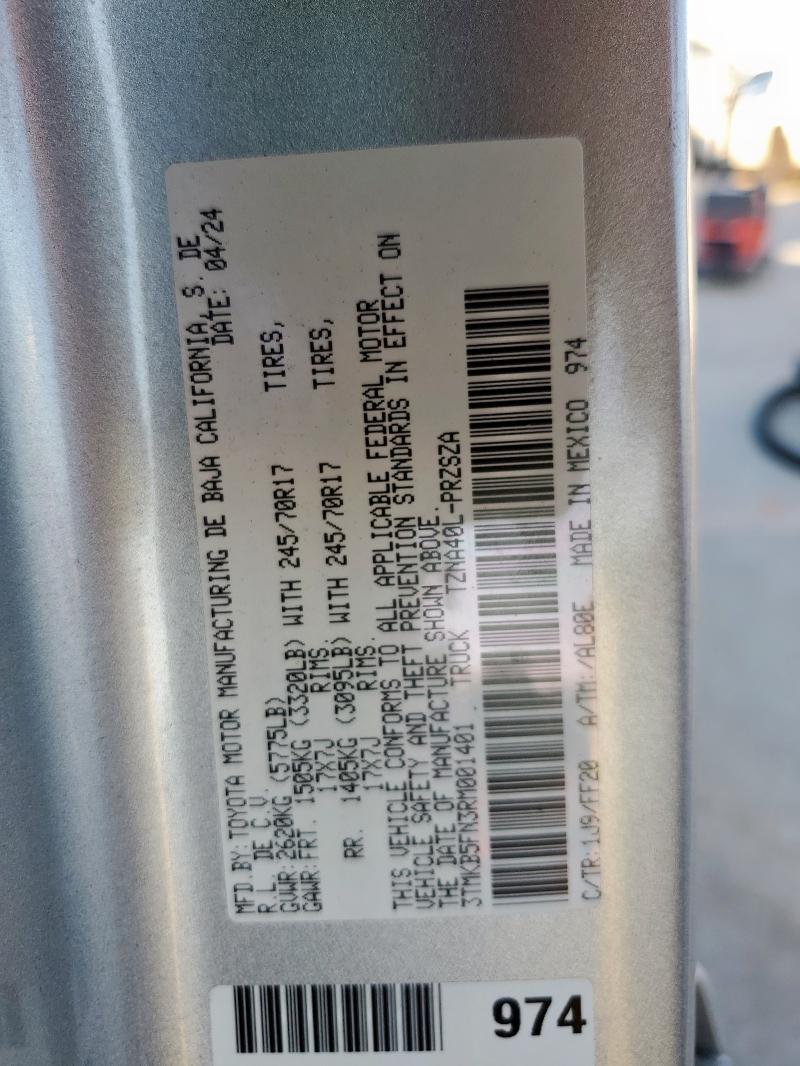 MFD.BY: TOYOTA MOTOR MANUFACTURING DE BAJA CALIFORNIA, S. DE
R.L. DE C.V. DATE: 04/24
GVWR: 2620KG (5775LB)
GAWR: FRT. 1505KG (3320LB) WITH 245/70R17 TIRES,
17X7J RIMS.
RR. 1405KG (3095LB) WITH 245/70R17 TIRES,
17X7J RIMS.
THIS VEHICLE CONFORMS TO ALL APPLICABLE FEDERAL MOTOR
VEHICLE SAFETY AND THEFT PREVENTION STANDARDS IN EFFECT ON
THE DATE OF MANUFACTURE SHOWN ABOVE.
3TMKB5FN3RM001401 TRUCK TZNA40L-PRZSZA
C/TR:1J9/FF20 A/TM:/AL80E MADE IN MEXICO 974
974